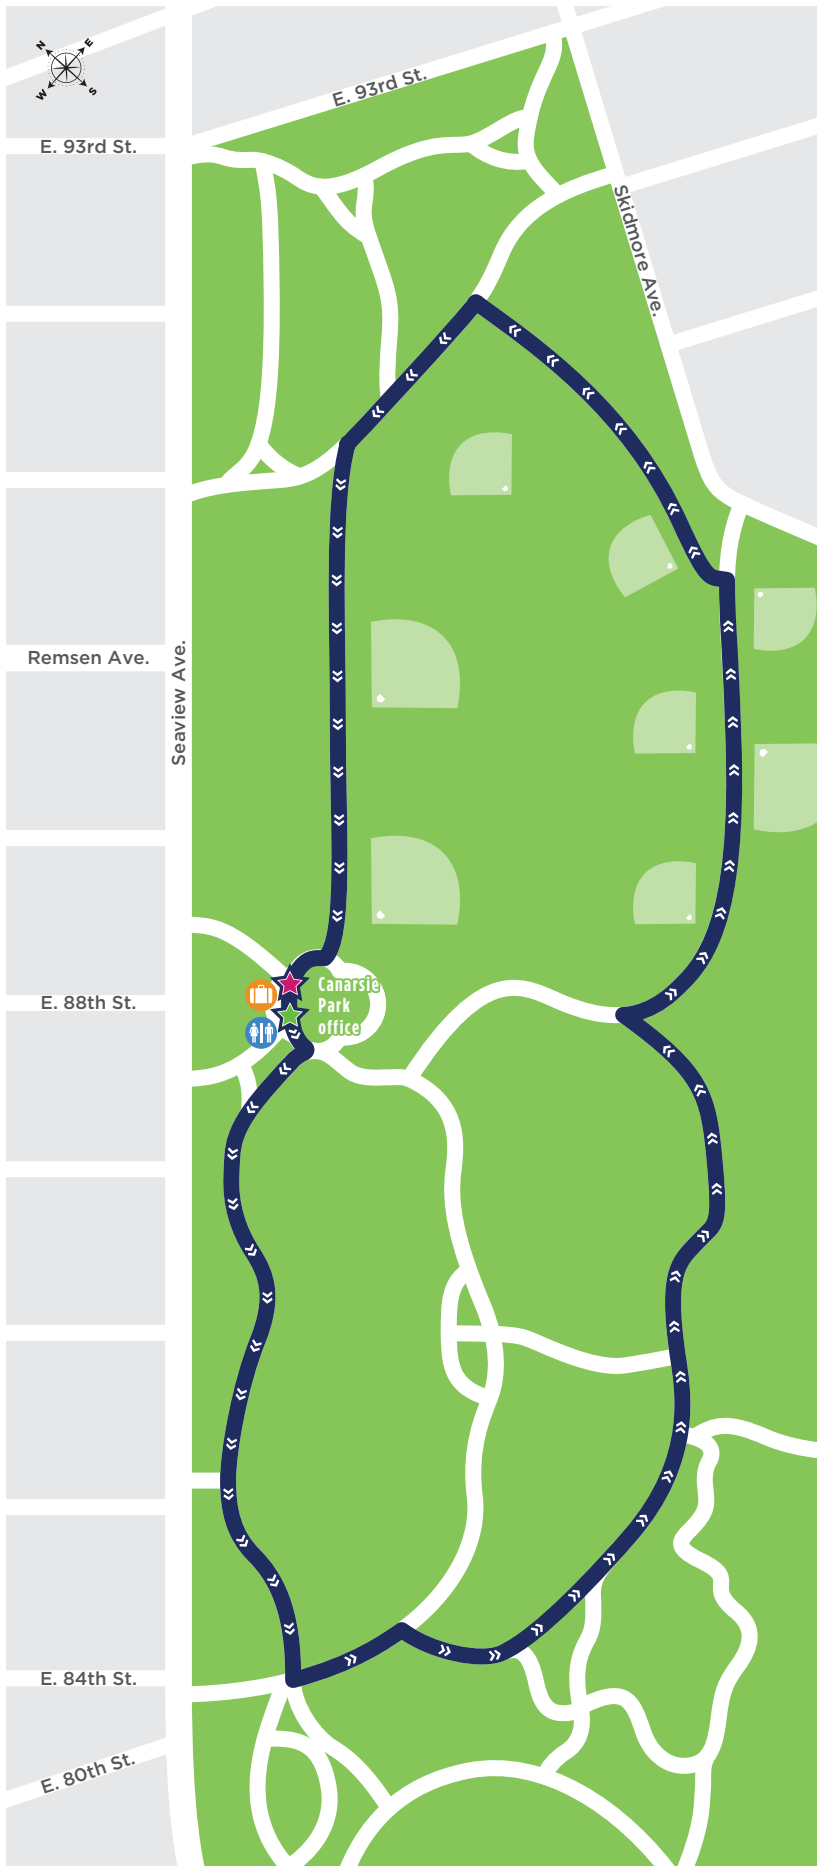 N
E
W
S
E. 93rd St.
E. 93rd St.
Skidmore Ave.
Remsen Ave.
Seaview Ave.
E. 88th St.
Canarsie
Park
office
E. 84th St.
E. 80th St.